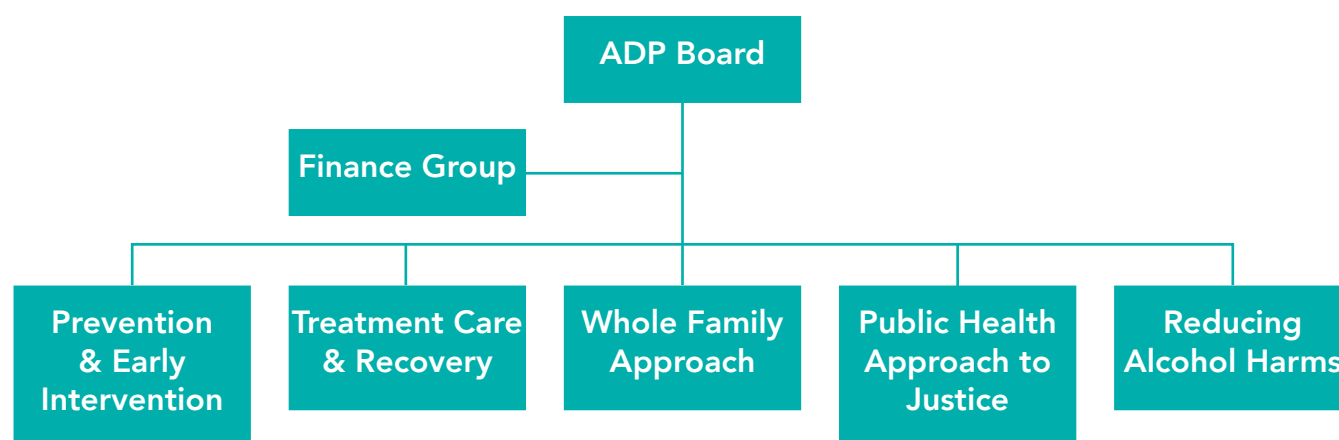 ADP Board
Finance Group
Prevention
& Early
Intervention
Treatment Care
& Recovery
Whole Family
Approach
Public Health
Approach to
Justice
Reducing
Alcohol Harms